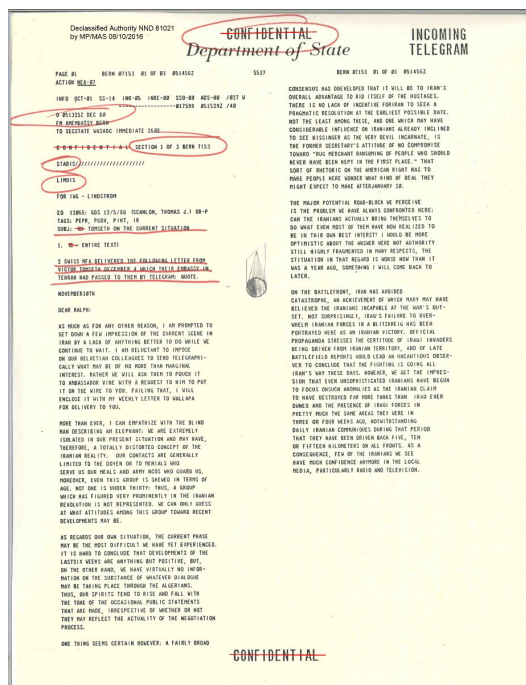 Declassified Authority NND 81021
by MP/MAS 08/10/2016
CONFIDENTIAL
Department of State
INCOMING
TELEGRAM
PAGE 01 BERN 07153 01 OF 03 051456Z 5537
ACTION NEA-07
INFO OCT-01 SS-14 INR-05 INRE-00 SSO-00 ADS-00 /027 W
------------------017599 051529Z /40
O 051355Z DEC 80
FM AMEMBASSY BERN
TO SECSTATE WASHDC IMMEDIATE
C O N F I D E N T I A L SECTION 1 OF 3 BERN 7153
STADIS//////////////////////
LIMDIS
FOR IWG - LINDSTROM
EO 12065: GDS 12/5/86 (SCANLON, THOMAS J.) OR-P
TAGS: PEPR, PGOV, PINT, IR
SUBJ: TOMSETH ON THE CURRENT SITUATION
1. ENTIRE TEXT)
2 SWISS MFA DELIVERED THE FOLLOWING LETTER FROM
VICTOR TOMSETH DECEMBER 4 WHICH THEIR EMBASSY IN
TEHRAN HAD PASSED TO THEM BY TELEGRAM: QUOTE.
NOVEMBER30TH
DEAR RALPH:
AS MUCH AS FOR ANY OTHER REASON, I AM PROMPTED TO
SET DOWN A FEW IMPRESSION OF THE CURRENT SCENE IN
IRAN BY A LACK OF ANYTHING BETTER TO DO WHILE WE
CONTINUE TO WAIT. I AM RELUCTANT TO IMPOSE
ON OUR HELVETIAN COLLEAGUES TO SEND TELEGRAPHI-
CALLY WHAT MAY BE OF NO MORE THAN MARGINAL
INTEREST. RATHER WE WILL ASK THEM TO POUCH IT
TO AMBASSADOR VINE WITH A REQUEST TO HIM TO PUT
IT ON THE WIRE TO YOU. FAILING THAT, I WILL
ENCLOSE IT WITH MY WEEKLY LETTER TO WALLAPA
FOR DELIVERY TO YOU.
MORE THAN EVER, I CAN EMPATHIZE WITH THE BLIND
MAN DESCRIBING AN ELEPHANT: WE ARE EXTREMELY
ISOLATED IN OUR PRESENT SITUATION AND MAY HAVE,
THEREFORE, A TOTALLY DISTORTED CONCEPT OF THE
IRANIAN REALITY. OUR CONTACTS ARE GENERALLY
LIMITED TO THE DOYEN OR TO MENIALS WHO
SERVE US OUR MEALS AND ARMY NCOS WHO GUARD US.
MOREOVER, EVEN THIS GROUP IS SKEWED IN TERMS OF
AGE. NOT ONE IS UNDER THIRTY: THUS, A GROUP
WHICH HAS FIGURED VERY PROMINENTLY IN THE IRANIAN
REVOLUTION IS NOT REPRESENTED. WE CAN ONLY GUESS
AT WHAT ATTITUDES AMONG THIS GROUP TOWARD RECENT
DEVELOPMENTS MAY BE.
AS REGARDS OUR OWN SITUATION, THE CURRENT PHASE
MAY BE THE MOST DIFFICULT WE HAVE YET EXPERIENCED.
IT IS HARD TO CONCLUDE THAT DEVELOPMENTS OF THE
LASTSIX WEEKS ARE ANYTHING BUT POSITIVE, BUT,
ON THE OTHER HAND, WE HAVE VIRTUALLY NO INFOR-
MATION ON THE SUBSTANCE OF WHATEVER DIALOGUE
MAY BE TAKING PLACE THROUGH THE ALGERIANS.
THUS, OUR SPIRITS TEND TO RISE AND FALL WITH
THE TONE OF THE OCCASIONAL PUBLIC STATEMENTS
THAT ARE MADE, IRRESPECTIVE OF WHETHER OR NOT
THEY MAY REFLECT THE ACTUALITY OF THE NEGOTIATION
PROCESS.
ONE THING SEEMS CERTAIN HOWEVER: A FAIRLY BROAD
BERN 07153 01 OF 03 051456Z
CONSENSUS HAS DDEVELOPED THAT IT WILL BE TO IRAN'S
OVERALL ADVANTAGE TO RID ITSELF OF THE HOSTAGES.
THERE IS NO LACK OF INCENTIVE FORIRAN TO SEEK A
PRAGMATIC RESOLUTION AT THE EARLIEST POSSIBLE DATE.
NOT THE LEAST AMONG THESE, AND ONE WHICH MAY HAVE
CONSIDERABLE INFLUENCE ON IRANIANS ALREADY INCLINED
TO SEE KISSINGER AS THE VERY DEVIL INCARNATE, IS
THE FORMER SECRETARY'S ATTITUDE OF NO COMPROMISE
TOWARD "RUG MERCHANT RANSOMING OF PEOPLE WHO SHOULD
NEVER HAVE BEEN KEPT IN THE FIRST PLACE." THAT
SORT OF RHETORIC ON THE AMERICAN RIGHT HAS TO
MAKE PEOPLE HERE WONDER WHAT KIND OF DEAL THEY
MIGHT EXPECT TO MAKE AFTERJANUARY 20.
THE MAJOR POTENTIAL ROAD-BLOCK WE PERCEIVE
IS THE PROBLEM WE HAVE ALWAYS CONFRONTED HERE:
CAN THE IRANIANS ACTUALLY BRING THEMSELVES TO
DO WHAT EVEN MOST OF THEM HAVE NOW REALIZED TO
BE IN THIR OWN BEST INTERST? I WOULD BE MORE
OPTIMISTIC ABOUT THE ANSWER WERE NOT AUTHORITY
STILL HIGHLY FRAGMENTED IN MANY RESPECTS, THE
SITUATION IN THAT REGARD IS WORSE NOW THAN IT
WAS A YEAR AGO, SOMETHING I WILL COME BACK TO
LATER.
ON THE BATTLEFRONT, IRAN HAS AVOIDED
CATASTROPHE, AN ACHIEVEMENT OF WHICH MANY MAY HAVE
BELIEVED THE IRANIANS INCAPABLE AT THE WAR'S OUT-
SET. NOT SURPRISINGLY, IRAQ'S FAILURE TO OVER-
WHELM IRANIAN FORCES IN A BLITZKREIG HAS BEEN
PORTRAYED HERE AS AN IRANIAN VICTORY. OFFICIAL
PROPAGANDA STRESSES THE CERTITUDE OF IRAQI INVADERS
BEING DRIVEN FROM IRANIAN TERRITORY, AND OF LATE
BATTLEFIELD REPORTS WOULD LEAD AN UNCAUTIOUS OBSER-
VER TO CONCLUDE THAT THE FIGHTING IS GOING ALL
IRAN'S WAY THESE DAYS. HOWEVER, WE GET THE IMPRES-
SION THAT EVEN UNSOPHISTICATED IRANIANS HAVE BEGUN
TO FOCUS ONSUCH ANOMALIES AS THE IRANIAN CLAIM
TO HAVE DESTROYED FAR MORE TANKS THAN IRAQ EVER
OWNED AND THE PRESENCE OF IRAQI FORCES IN
PRETTY MUCH THE SAME AREAS THEY WERE IN
THREE OR FOUR WEEKS AGO, NOTWITHSTANDING
DAILY IRANIAN COMMUNIQUES DURING THAT PERIOD
THAT THEY HAVE BEEN DRIVEN BACK FIVE, TEN
OR FIFTEEN KILOMETERS ON ALL FRONTS. AS A
CONSEQUENCE, FEW OF THE IRANIANS WE SEE
HAVE MUCH CONFIDENCE ANYMORE IN THE LOCAL
MEDIA, PARTICULARLY RADIO AND TELEVISION.
CONFIDENTIAL